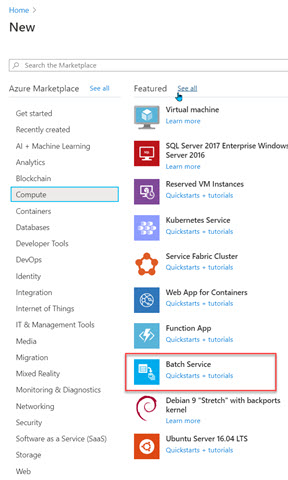 Home >
New
Search the Marketplace
Azure Marketplace See all
Featured See all
Get started
Recently created
AI + Machine Learning
Analytics
Blockchain
Compute
Containers
Databases
Developer Tools
DevOps
Identity
Integration
Internet of Things
IT & Management Tools
Media
Migration
Mixed Reality
Monitoring & Diagnostics
Networking
Security
Software as a Service (SaaS)
Storage
Web
Virtual machine
Learn more
SQL Server 2017 Enterprise Windows
Server 2016
Learn more
Reserved VM Instances
Quickstarts + tutorials
Kubernetes Service
Quickstarts + tutorials
Service Fabric Cluster
Quickstarts + tutorials
Web App for Containers
Quickstarts + tutorials
Function App
Quickstarts + tutorials
Batch Service
Quickstarts + tutorials
Debian 9 "Stretch" with backports
kernel
Learn more
Ubuntu Server 16.04 LTS
Quickstarts + tutorials